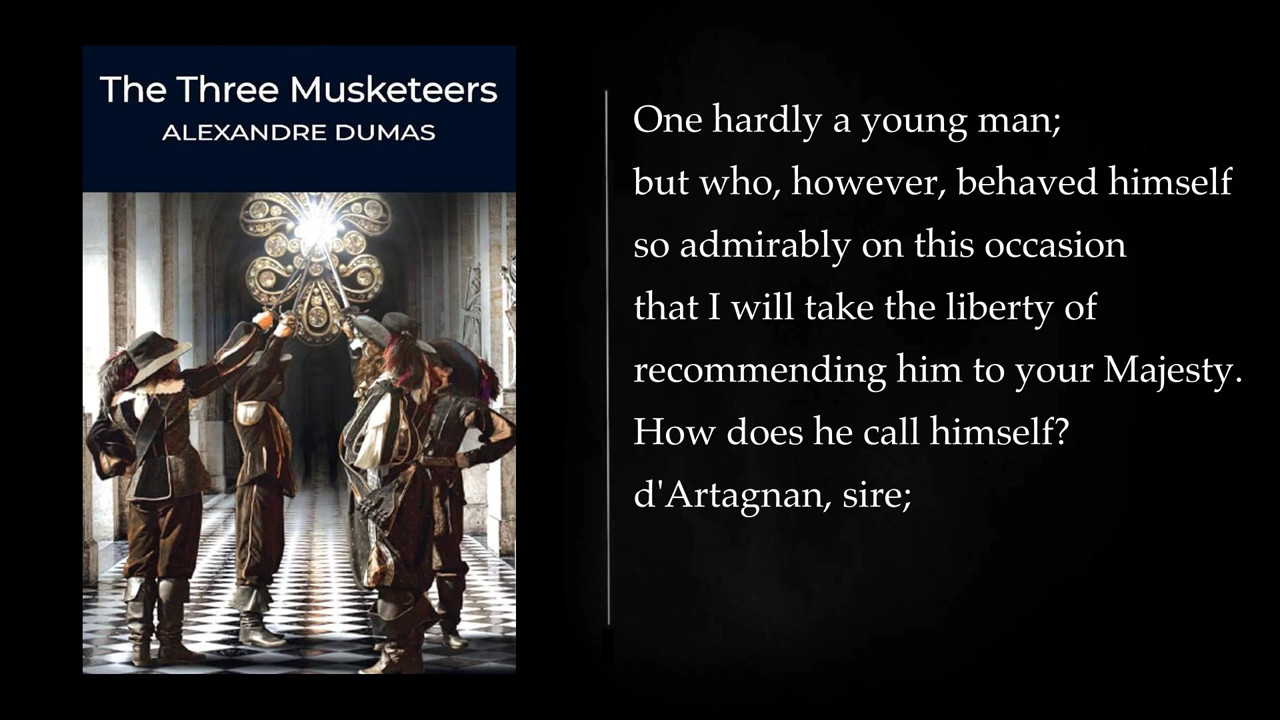 The Three Musketeers
ALEXANDRE DUMAS
One hardly a young man;
but who, however, behaved himself
so admirably on this occasion
that I will take the liberty of
recommending him to your Majesty.
How does he call himself?
d'Artagnan, sire;